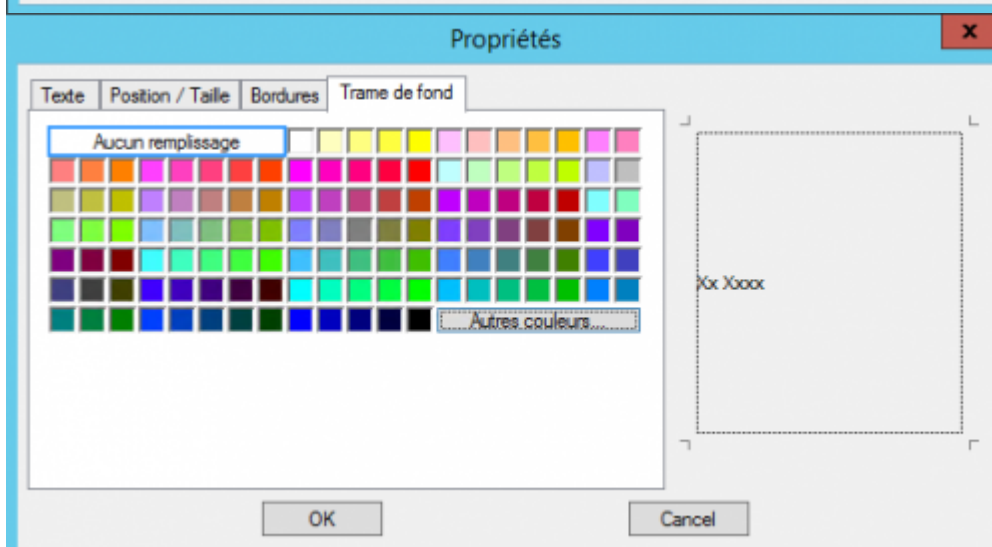 Propriétés
x
Texte Position / Taille Bordures Trame de fond
Aucun remplissage
Xx Xxxx
Autres couleurs...
OK Cancel